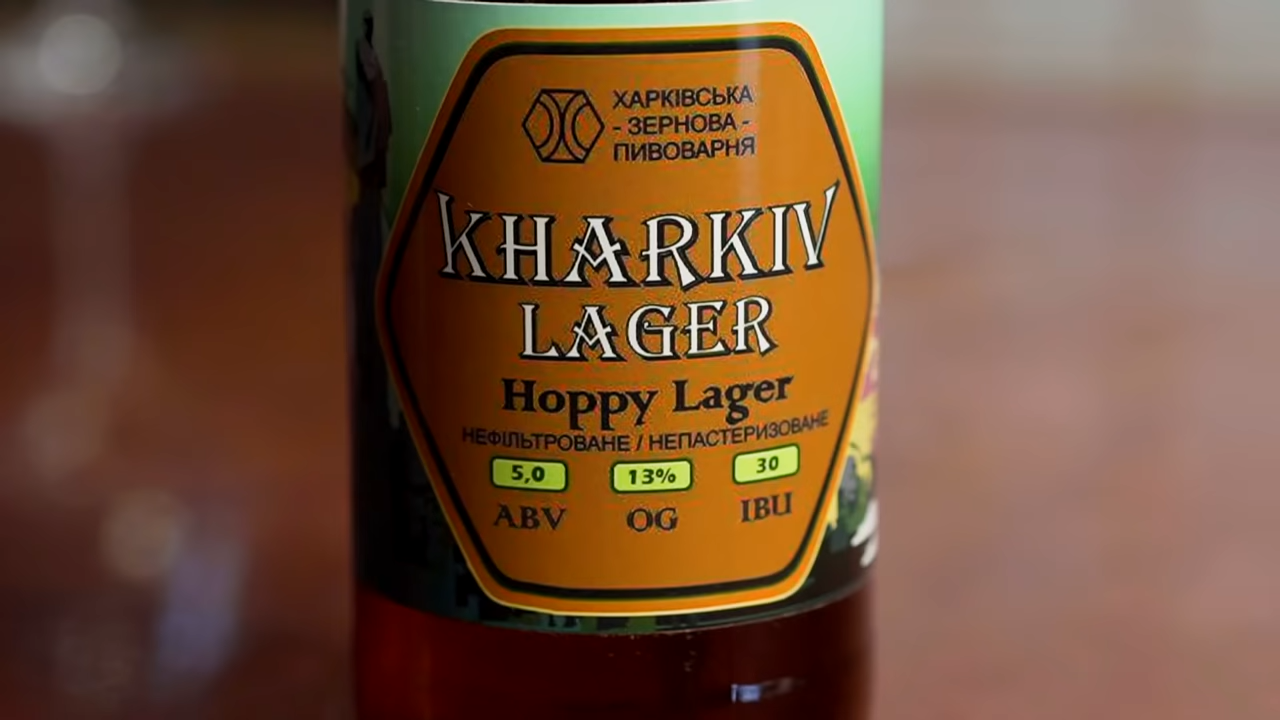 ХАРКІВСЬКА
- ЗЕРНОВА -
ПИВОВАРНЯ
KHARKIV
LAGER
Hoppy Lager
НЕФІЛЬТРОВАНЕ / НЕПАСТЕРИЗОВАНЕ
5,0 13% 30
ABV OG IBU